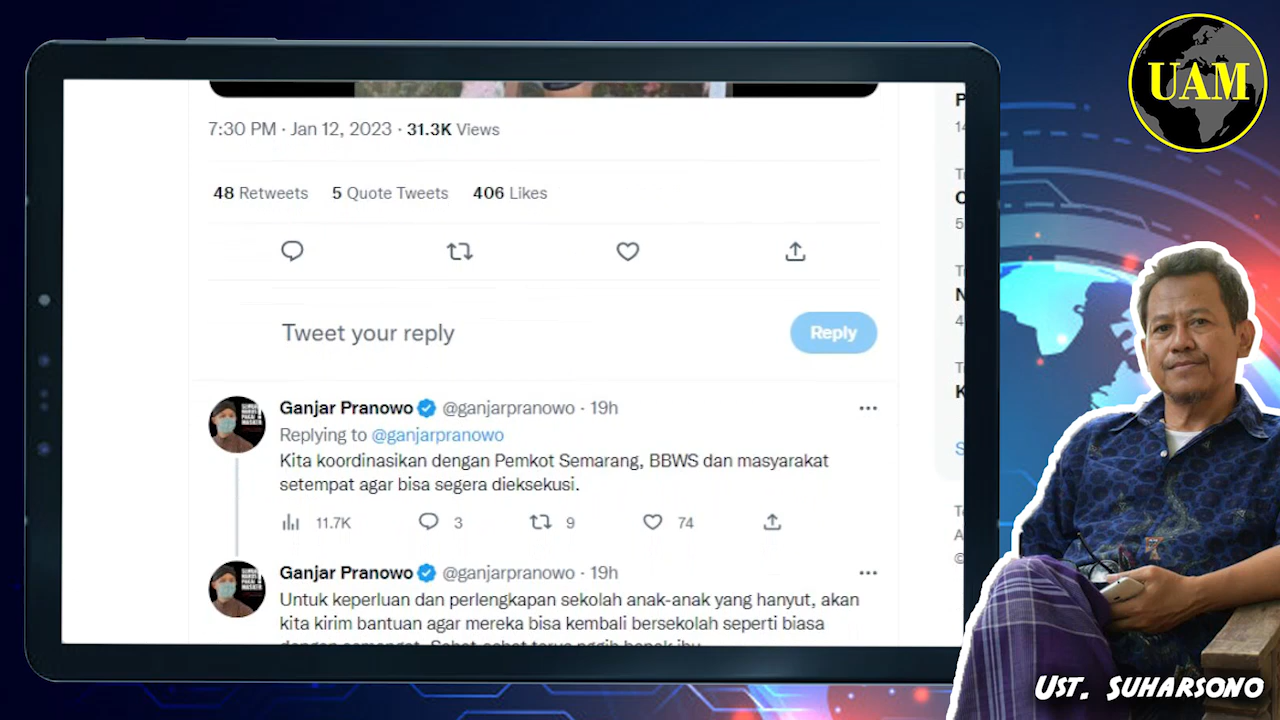 UAM
7:30 PM · Jan 12, 2023 · 31.3K Views
48 Retweets 5 Quote Tweets 406 Likes
Tweet your reply
Reply
Ganjar Pranowo @ganjarpranowo · 19h
Replying to @ganjarpranowo
Kita koordinasikan dengan Pemkot Semarang, BBWS dan masyarakat
setempat agar bisa segera dieksekusi.
11.7K 3 9 74
Ganjar Pranowo @ganjarpranowo · 19h
Untuk keperluan dan perlengkapan sekolah anak-anak yang hanyut, akan
kita kirim bantuan agar mereka bisa kembali bersekolah seperti biasa
Ust. Suharsono